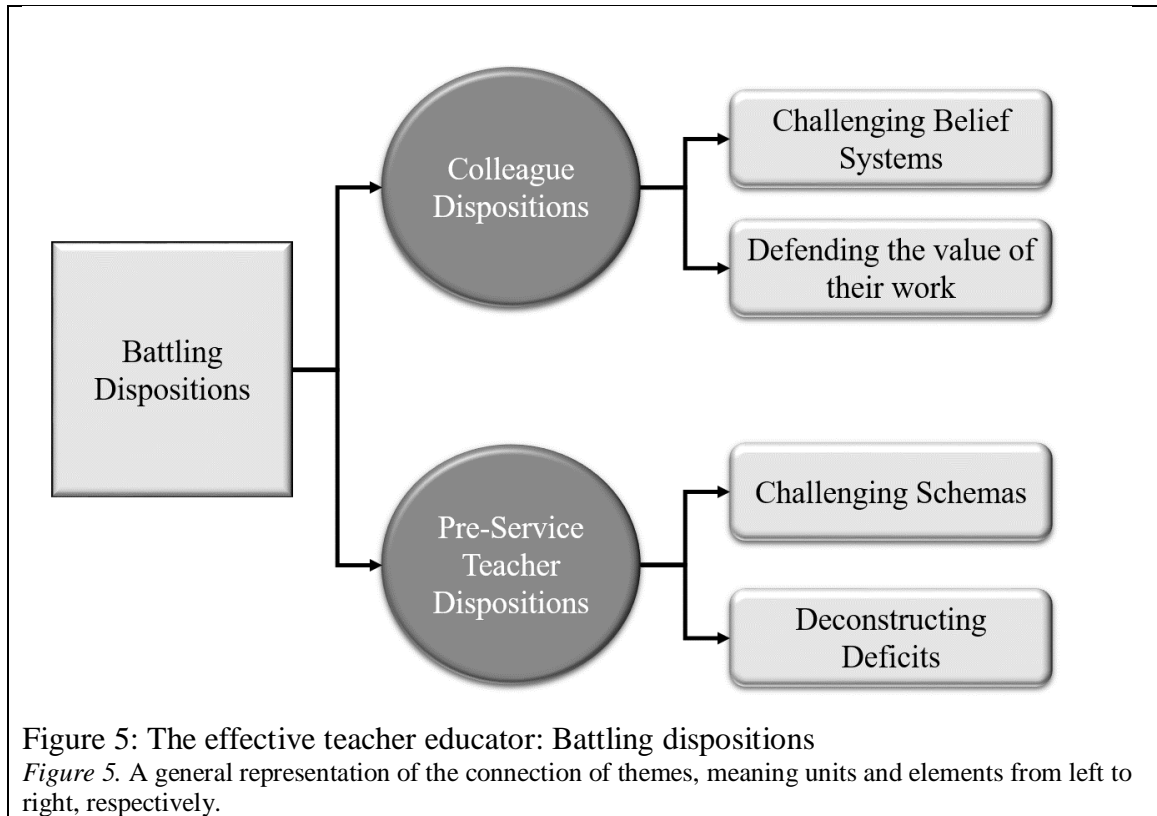 Battling
Dispositions
Colleague
Dispositions
Challenging Belief
Systems
Defending the value of
their work
Pre-Service
Teacher
Dispositions
Challenging Schemas
Deconstructing
Deficits
Figure 5: The effective teacher educator: Battling dispositions
Figure 5. A general representation of the connection of themes, meaning units and elements from left to
right, respectively.